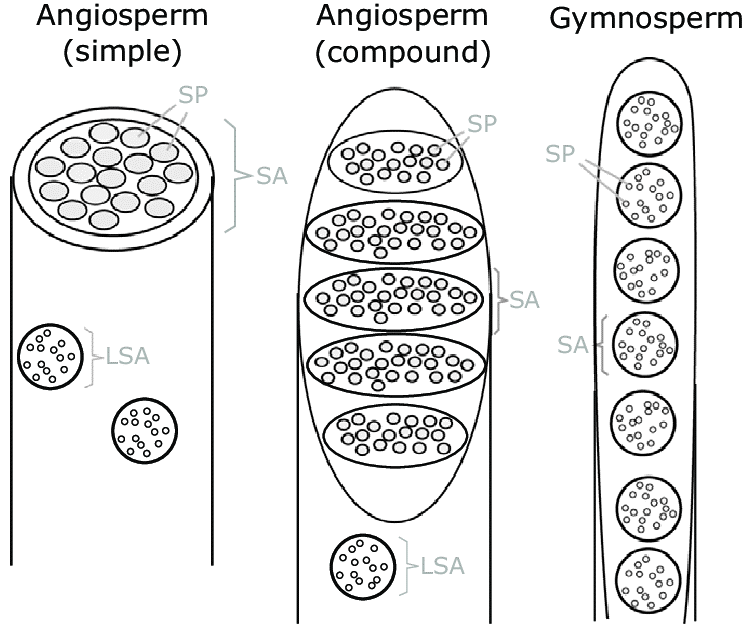 Angiosperm
(simple)
SP
SA
LSA
Angiosperm
(compound)
SP
SA
LSA
Gymnosperm
SP
SA